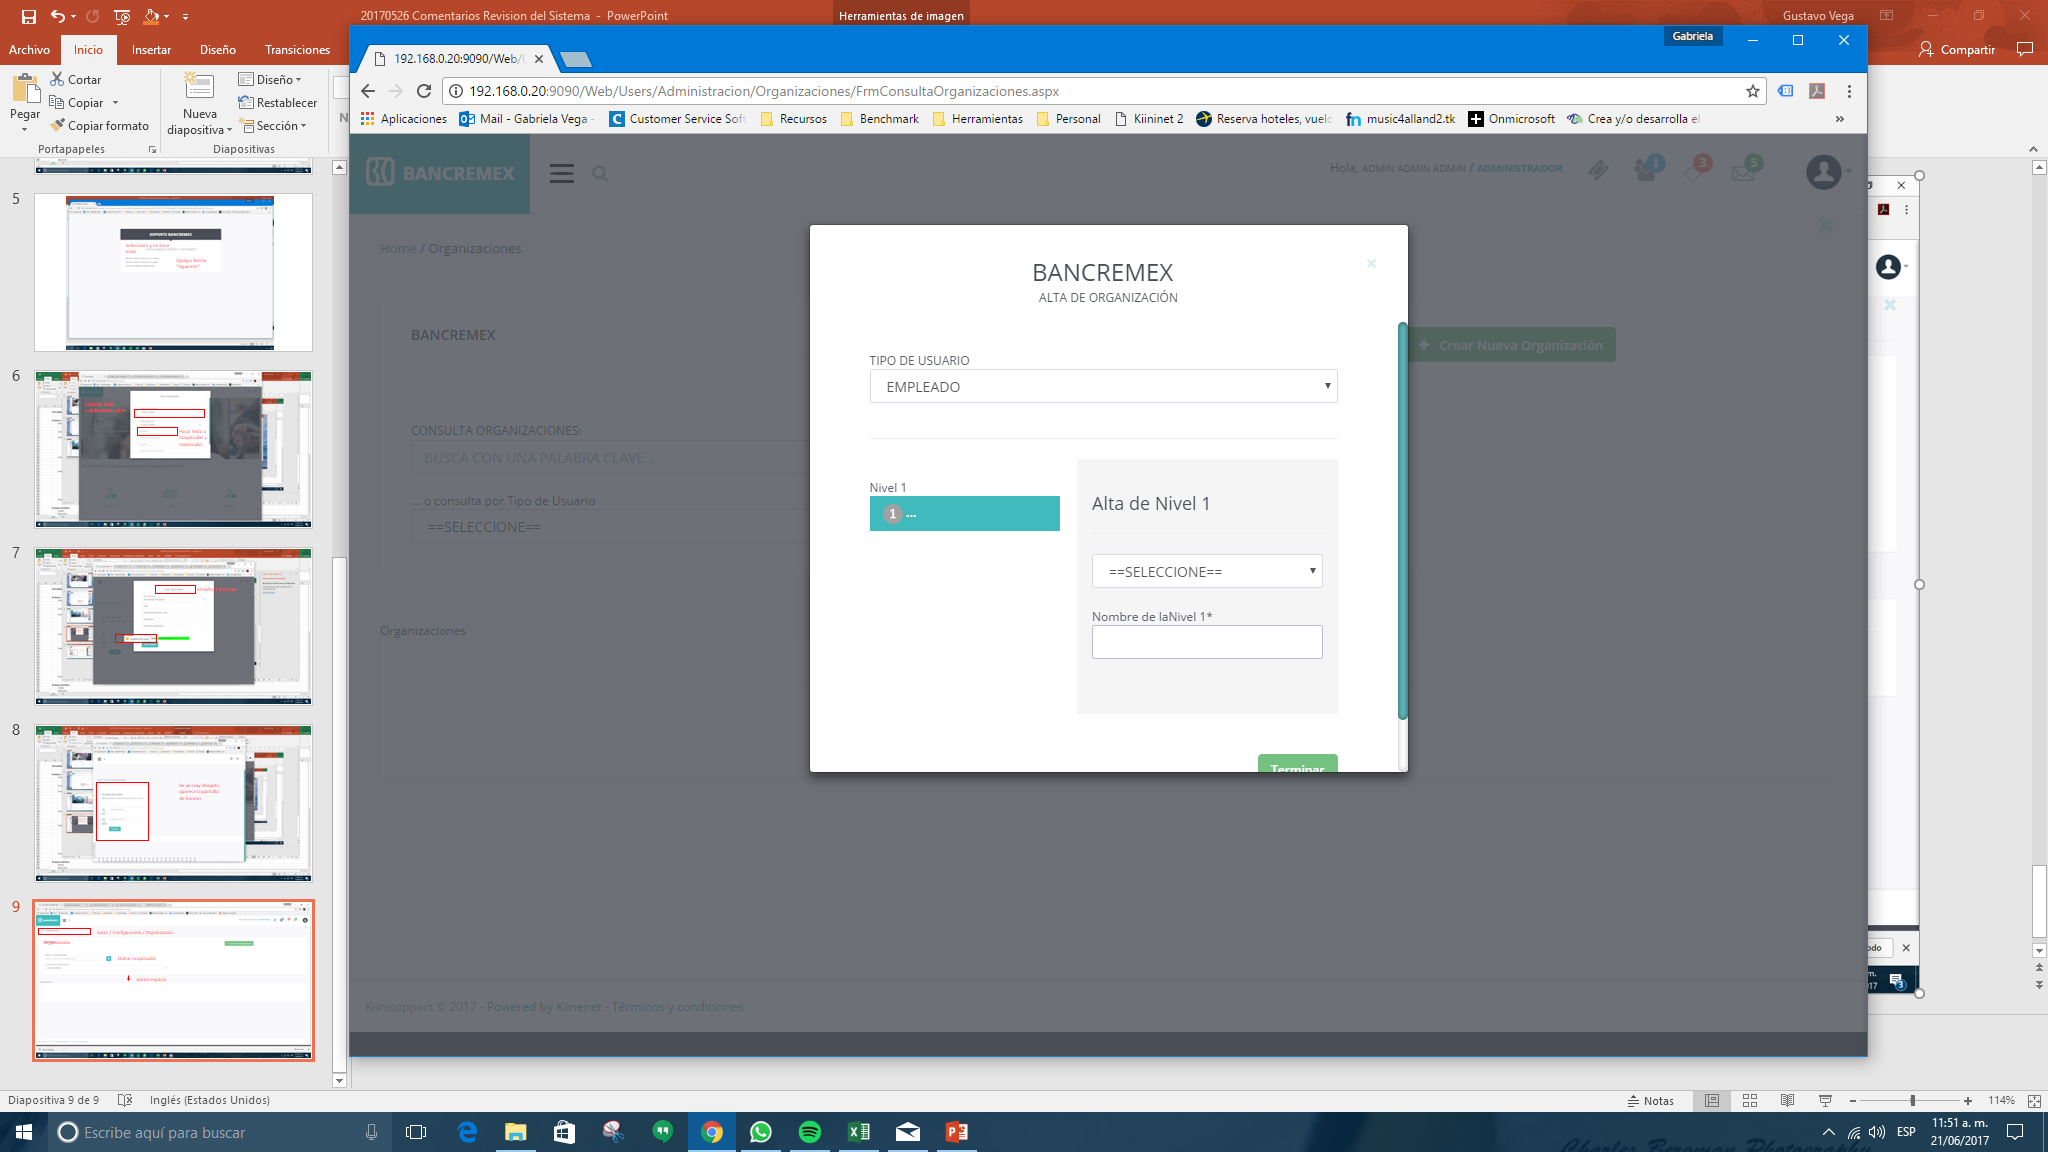 20170526 Comentarios Revision del Sistema - PowerPoint
Herramientas de imagen
Gustavo Vega
Archivo
Inicio
Insertar
Diseño
Transiciones
Compartir
Pegar
Cortar
Copiar
Copiar formato
Portapapeles
Nueva diapositiva
Diseño
Restablecer
Sección
Diapositivas
Gabriela
192.168.0.20:9090/Web/U
192.168.0.20:9090/Web/Users/Administracion/Organizaciones/FrmConsultaOrganizaciones.aspx
Aplicaciones
Mail - Gabriela Vega -
Customer Service Soft
Recursos
Benchmark
Herramientas
Personal
Kiininet 2
Reserva hoteles, vuelo
music4alland2.tk
Onmicrosoft
Crea y/o desarrolla el
»
BANCREMEX
Hola, ADMIN ADMIN ADMIN / ADMINISTRADOR
1
3
5
Home / Organizaciones
BANCREMEX
Crear Nueva Organización
CONSULTA ORGANIZACIONES:
BUSCA CON UNA PALABRA CLAVE...
... o consulta por Tipo de Usuario
==SELECCIONE==
Organizaciones
BANCREMEX
ALTA DE ORGANIZACIÓN
TIPO DE USUARIO
EMPLEADO
Nivel 1
1 ...
Alta de Nivel 1
==SELECCIONE==
Nombre de laNivel 1*
Terminar
Kiinisupport © 2017 - Powered by Kiinenet - Términos y condiciones
5
SOPORTE BANCREMEX
6
7
8
9
Diapositiva 9 de 9
Inglés (Estados Unidos)
Notas
114%
Escribe aquí para buscar
ESP
11:51 a. m.
21/06/2017